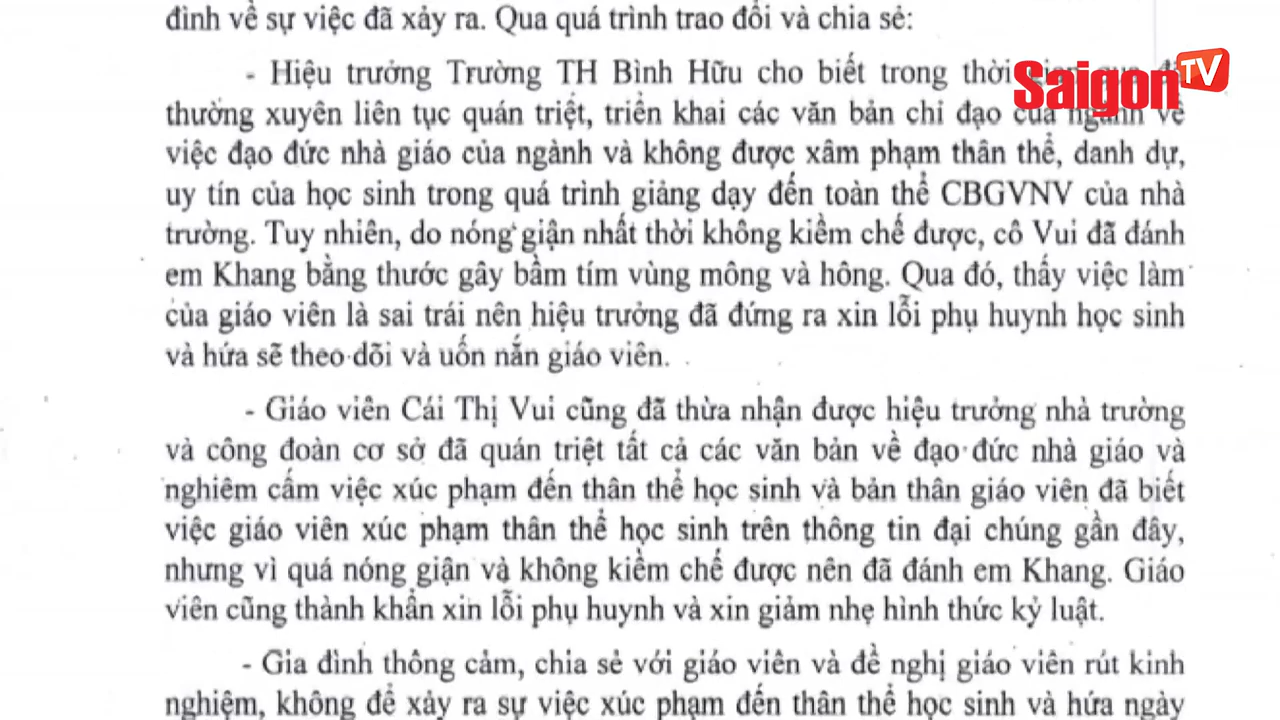 đình về sự việc đã xảy ra. Qua quá trình trao đổi và chia sẻ:
- Hiệu trưởng Trường TH Bình Hữu cho biết trong thời gian qua đã
Saigon TV
thường xuyên liên tục quán triệt, triển khai các văn bản chỉ đạo của ngành về
việc đạo đức nhà giáo của ngành và không được xâm phạm thân thể, danh dự,
uy tín của học sinh trong quá trình giảng dạy đến toàn thể CBGVNV của nhà
trường. Tuy nhiên, do nóng giận nhất thời không kiềm chế được, cô Vui đã đánh
em Khang bằng thước gây bầm tím vùng mông và hông. Qua đó, thấy việc làm
của giáo viên là sai trái nên hiệu trưởng đã đứng ra xin lỗi phụ huynh học sinh
và hứa sẽ theo dõi và uốn nắn giáo viên.
- Giáo viên Cái Thị Vui cũng đã thừa nhận được hiệu trưởng nhà trường
và công đoàn cơ sở đã quán triệt tất cả các văn bản về đạo đức nhà giáo và
nghiêm cấm việc xúc phạm đến thân thể học sinh và bản thân giáo viên đã biết
việc giáo viên xúc phạm thân thể học sinh trên thông tin đại chúng gần đây,
nhưng vì quá nóng giận và không kiềm chế được nên đã đánh em Khang. Giáo
viên cũng thành khẩn xin lỗi phụ huynh và xin giảm nhẹ hình thức kỷ luật.
- Gia đình thông cảm, chia sẻ với giáo viên và đề nghị giáo viên rút kinh
nghiệm, không để xảy ra sự việc xúc phạm đến thân thể học sinh và hứa ngày